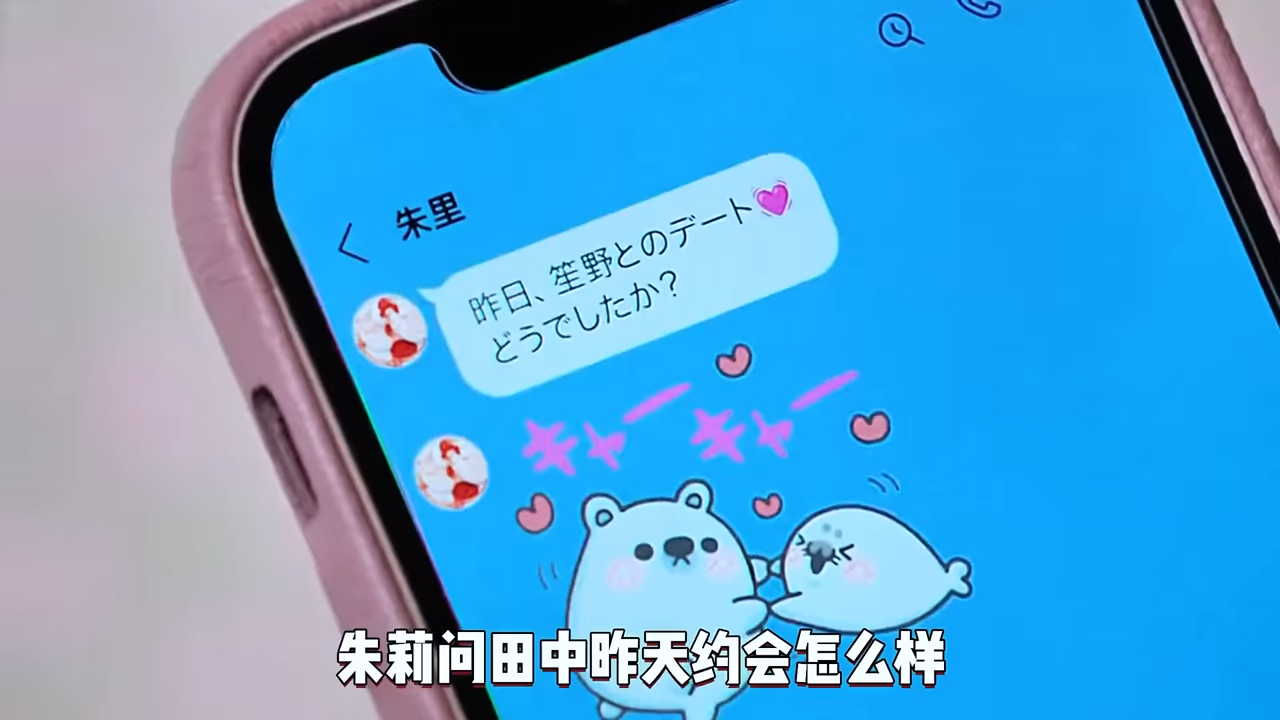 朱里
昨日、笙野とのデート💓
どうでしたか？
キャー キャー
朱莉问田中昨天约会怎么样